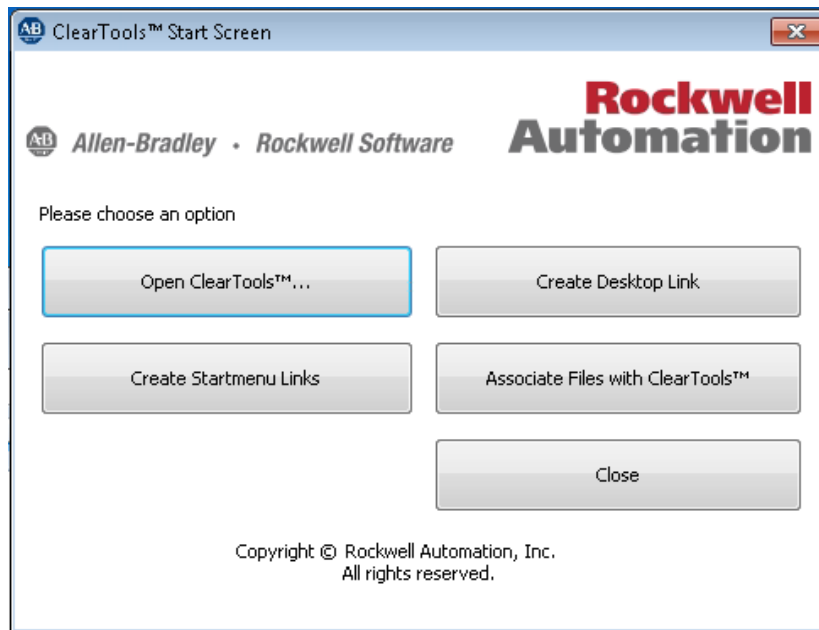 ClearTools™ Start Screen
Rockwell
Automation
Allen-Bradley • Rockwell Software
Please choose an option
Open ClearTools™...
Create Desktop Link
Create Startmenu Links
Associate Files with ClearTools™
Close
Copyright © Rockwell Automation, Inc.
All rights reserved.